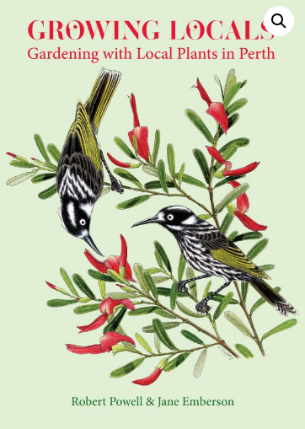 GROWING LOCALS
Gardening with Local Plants in Perth
Robert Powell & Jane Emberson